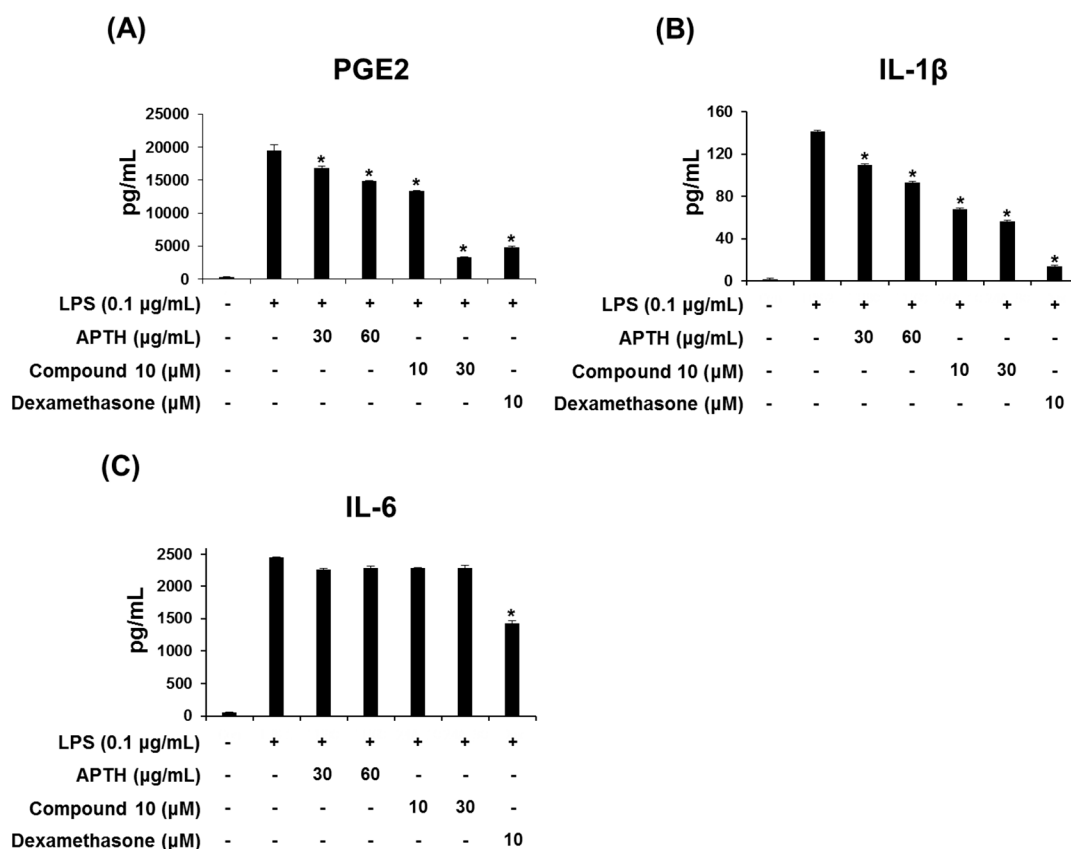 (A)
PGE2
25000
20000
15000
10000
5000
0
pg/mL
* * * * *
LPS (0.1 µg/mL) - + + + + + +
APTH (µg/mL) - - 30 60 - - -
Compound 10 (µM) - - - - 10 30 -
Dexamethasone (µM) - - - - - - 10
(B)
IL-1β
160
120
80
40
0
pg/mL
* * * * *
LPS (0.1 µg/mL) - + + + + + +
APTH (µg/mL) - - 30 60 - - -
Compound 10 (µM) - - - - 10 30 -
Dexamethasone (µM) - - - - - - 10
(C)
IL-6
2500
2000
1500
1000
500
0
pg/mL
*
LPS (0.1 µg/mL) - + + + + + +
APTH (µg/mL) - - 30 60 - - -
Compound 10 (µM) - - - - 10 30 -
Dexamethasone (µM) - - - - - - 10